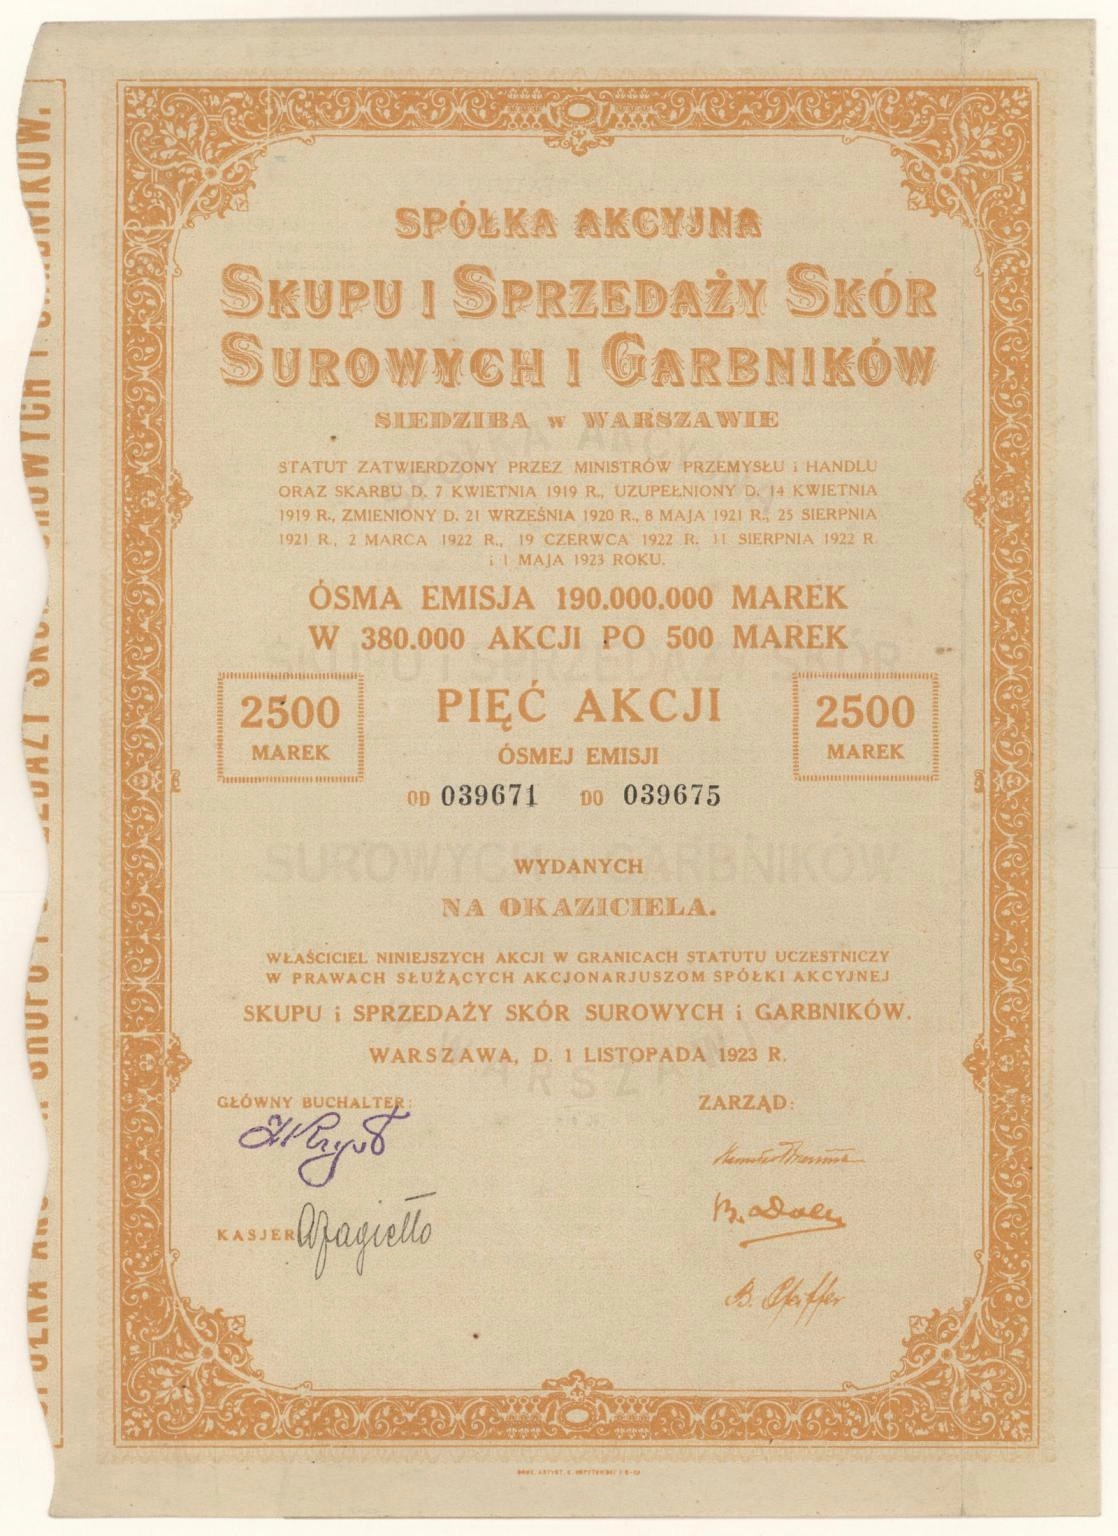 SPÓŁKA AKCYJNA
SKUPU I SPRZEDAŻY SKÓR
SUROWYCH I GARBNIKÓW
SIEDZIBA w WARSZAWIE
STATUT ZATWIERDZONY PRZEZ MINISTRÓW PRZEMYSŁU i HANDLU
ORAZ SKARBU D. 7 KWIETNIA 1919 R., UZUPEŁNIONY D. 14 KWIETNIA
1919 R., ZMIENIONY D. 21 WRZEŚNIA 1920 R., 8 MAJA 1921 R., 25 SIERPNIA
1921 R., 2 MARCA 1922 R., 19 CZERWCA 1922 R. 11 SIERPNIA 1922 R.
i 1 MAJA 1923 ROKU.
ÓSMA EMISJA 190.000.000 MAREK
W 380.000 AKCJI PO 500 MAREK
2500
MAREK
PIĘĆ AKCJI
ÓSMEJ EMISJI
2500
MAREK
OD 039671 DO 039675
WYDANYCH
NA OKAZICIELA.
WŁAŚCICIEL NINIEJSZYCH AKCJI W GRANICACH STATUTU UCZESTNICZY
W PRAWACH SŁUŻĄCYCH AKCJONARJUSZOM SPÓŁKI AKCYJNEJ
SKUPU i SPRZEDAŻY SKÓR SUROWYCH i GARBNIKÓW.
WARSZAWA, D. 1 LISTOPADA 1923 R.
GŁÓWNY BUCHALTER:
ZARZĄD:
KASJER
Jagiełło
B. Pfeiffer